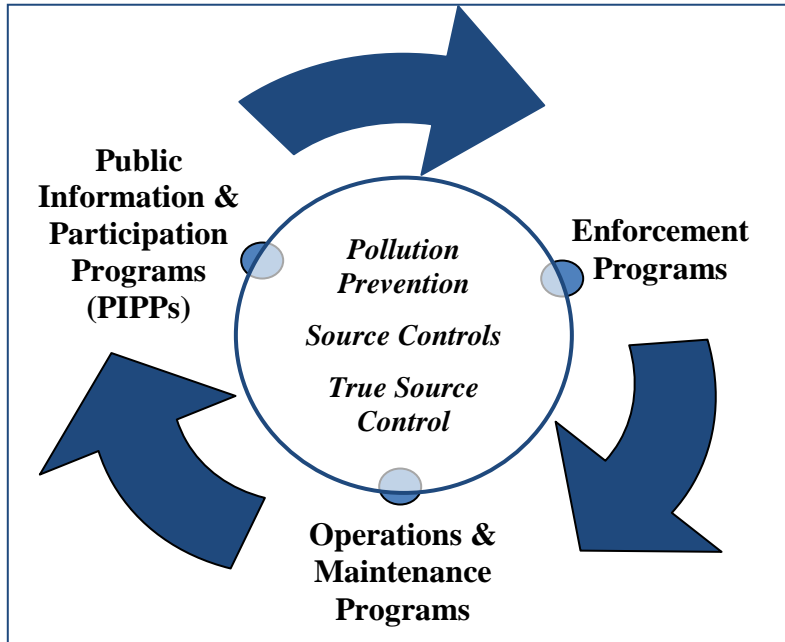 Public
Information &
Participation
Programs
(PIPPs)
Pollution
Prevention
Source Controls
True Source
Control
Enforcement
Programs
Operations &
Maintenance
Programs